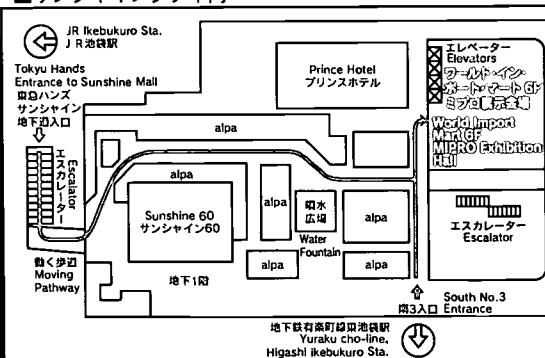 JR Ikebukuro Sta.
JR池袋駅
Tokyu Hands
Entrance to Sunshine Mall
東急ハンズ
サンシャイン
地下道入口
Escalator
エスカレーター
動く歩道
Moving
Pathway
alpa
alpa
Sunshine 60
サンシャイン60
地下1階
Prince Hotel
プリンスホテル
alpa
alpa
噴水
広場
Water
Fountain
alpa
alpa
エレベーター
Elevators
ワールド・イン・
ポート・マート 6F
ミプロ展示会場
World Import
Mart 6F
MIPRO Exhibition
Hall
エスカレーター
Escalator
南3入口
South No.3
Entrance
地下鉄有楽町線東池袋駅
Yuraku cho-line,
Higashi ikebukuro Sta.